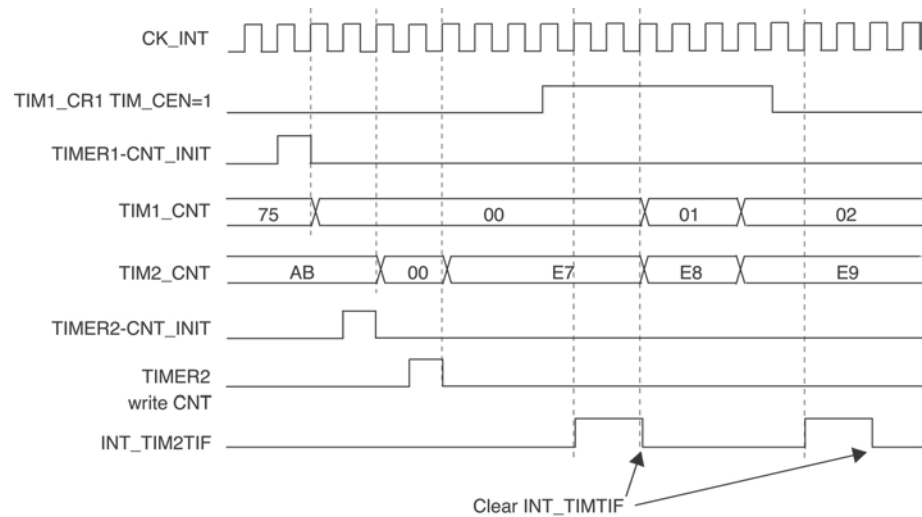 CK_INT
TIM1_CR1 TIM_CEN=1
TIMER1-CNT_INIT
TIM1_CNT 75 00 01 02
TIM2_CNT AB 00 E7 E8 E9
TIMER2-CNT_INIT
TIMER2
write CNT
INT_TIM2TIF
Clear INT_TIMTIF